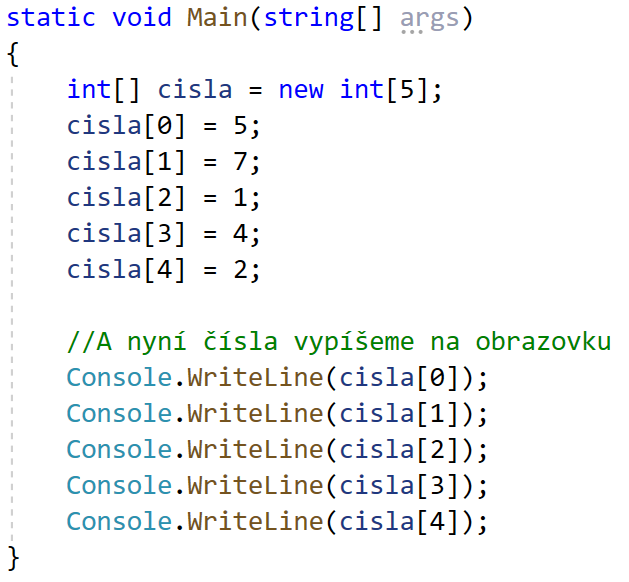 static void Main(string[] args)
{
    int[] cisla = new int[5];
    cisla[0] = 5;
    cisla[1] = 7;
    cisla[2] = 1;
    cisla[3] = 4;
    cisla[4] = 2;

    //A nyní čísla vypíšeme na obrazovku
    Console.WriteLine(cisla[0]);
    Console.WriteLine(cisla[1]);
    Console.WriteLine(cisla[2]);
    Console.WriteLine(cisla[3]);
    Console.WriteLine(cisla[4]);
}